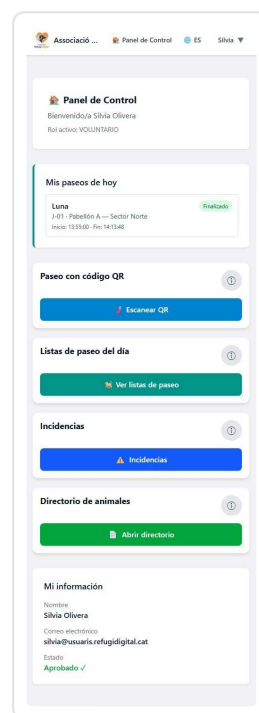 Associació ... Panel de Control ES Silvia ▼
Panel de Control
Bienvenido/a Silvia Olivera
Rol activo: VOLUNTARIO
Mis paseos de hoy
Luna Finalizado
J-01 · Pabellón A — Sector Norte
Inicio: 13:55:00 · Fin: 14:13:48
Paseo con código QR
Escanear QR
Listas de paseo del día
Ver listas de paseo
Incidencias
Incidencias
Directorio de animales
Abrir directorio
Mi información
Nombre
Silvia Olivera
Correo electrónico
silvia@usuaris.refugidigital.cat
Estado
Aprobado ✓